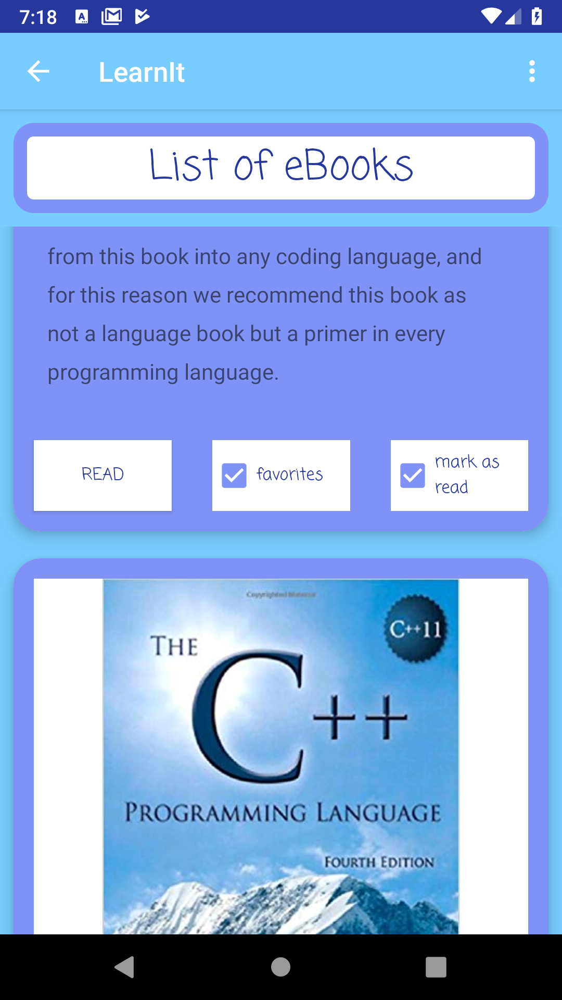 7:18
LearnIt
List of eBooks
from this book into any coding language, and
for this reason we recommend this book as
not a language book but a primer in every
programming language.
READ
favorites
mark as
read
Copyrighted Material
C++11
THE
C++
PROGRAMMING LANGUAGE
FOURTH EDITION